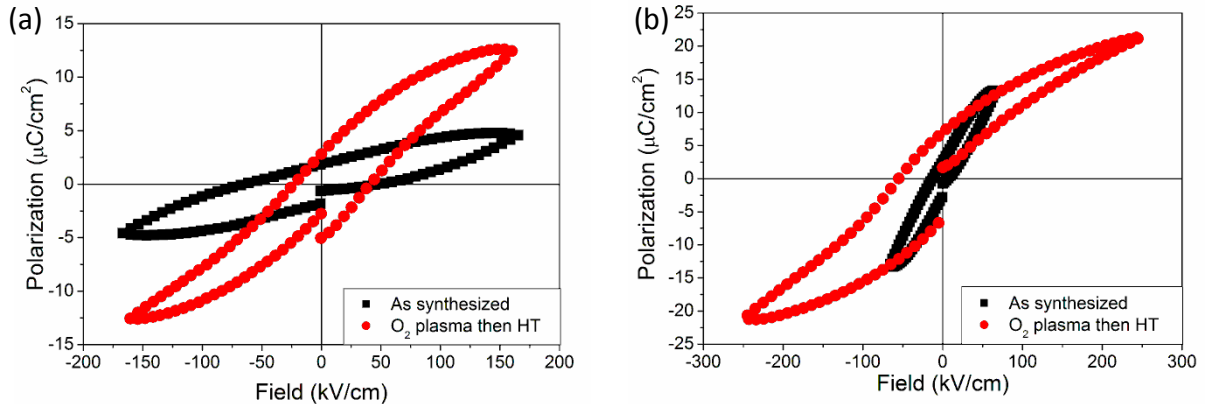 (a)
15
10
5
0
-5
-10
-15
Polarization (μC/cm²)
-200 -150 -100 -50 0 50 100 150 200
Field (kV/cm)
As synthesized
O₂ plasma then HT
(b)
25
20
15
10
5
0
-5
-10
-15
-20
-25
Polarization (μC/cm²)
-300 -200 -100 0 100 200 300
Field (kV/cm)
As synthesized
O₂ plasma then HT